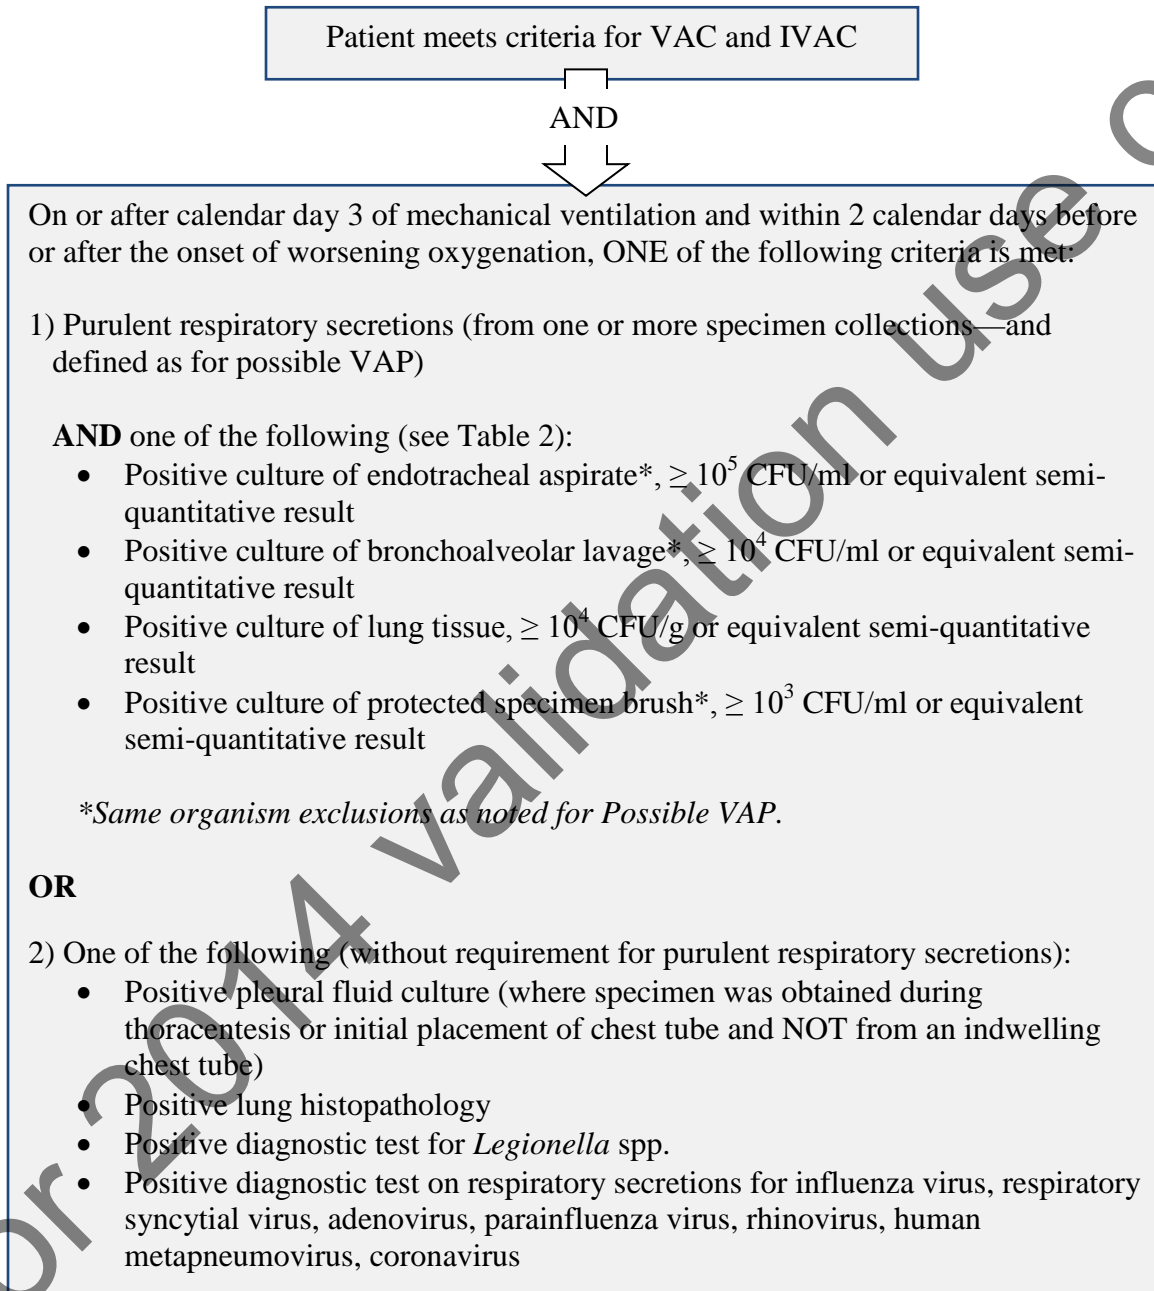 Patient meets criteria for VAC and IVAC
AND
On or after calendar day 3 of mechanical ventilation and within 2 calendar days before
or after the onset of worsening oxygenation, ONE of the following criteria is met:
1) Purulent respiratory secretions (from one or more specimen collections—and
defined as for possible VAP)
AND one of the following (see Table 2):
• Positive culture of endotracheal aspirate*, ≥ 10⁵ CFU/ml or equivalent semi-
quantitative result
• Positive culture of bronchoalveolar lavage*, ≥ 10⁴ CFU/ml or equivalent semi-
quantitative result
• Positive culture of lung tissue, ≥ 10⁴ CFU/g or equivalent semi-quantitative
result
• Positive culture of protected specimen brush*, ≥ 10³ CFU/ml or equivalent
semi-quantitative result
*Same organism exclusions as noted for Possible VAP.
OR
2) One of the following (without requirement for purulent respiratory secretions):
• Positive pleural fluid culture (where specimen was obtained during
thoracentesis or initial placement of chest tube and NOT from an indwelling
chest tube)
• Positive lung histopathology
• Positive diagnostic test for Legionella spp.
• Positive diagnostic test on respiratory secretions for influenza virus, respiratory
syncytial virus, adenovirus, parainfluenza virus, rhinovirus, human
metapneumovirus, coronavirus
or 2014 validation use o